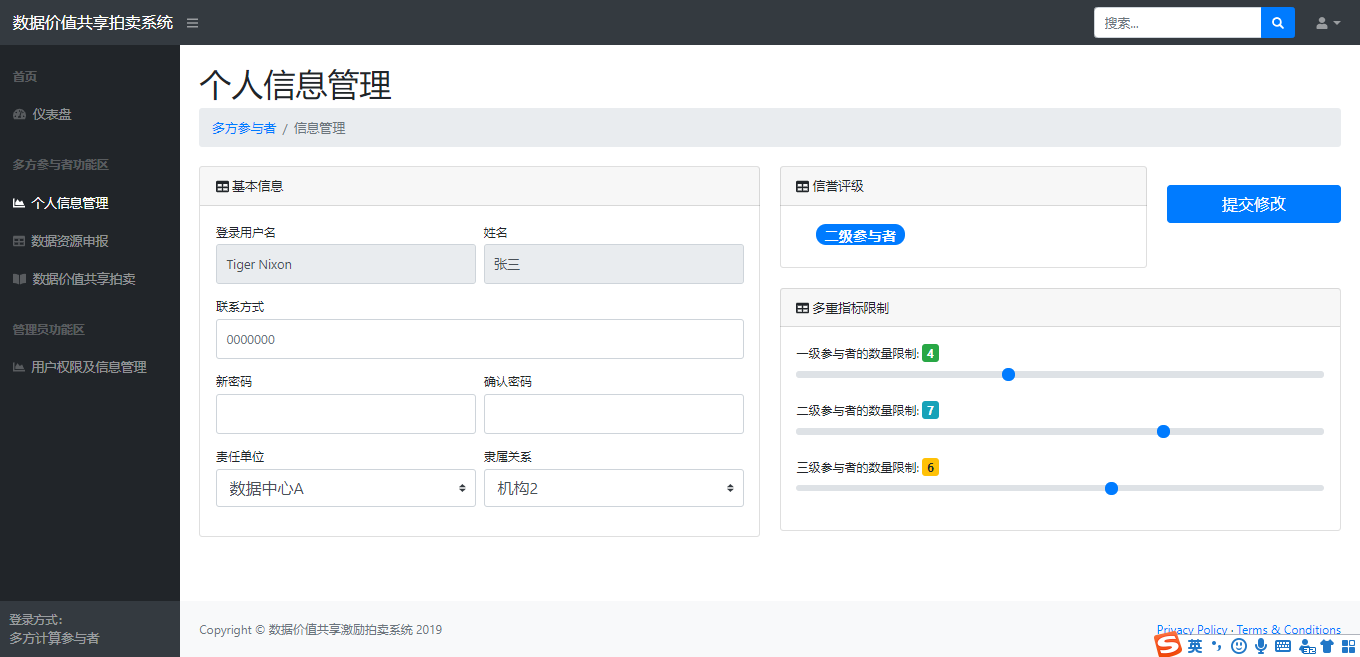 数据价值共享拍卖系统
搜索...
首页
仪表盘
多方参与者功能区
个人信息管理
数据资源申报
数据价值共享拍卖
管理员功能区
用户权限及信息管理
登录方式:
多方计算参与者
个人信息管理
多方参与者 / 信息管理
基本信息
登录用户名 姓名
Tiger Nixon 张三
联系方式
0000000
新密码 确认密码
责任单位 隶属关系
数据中心A 机构2
信誉评级
二级参与者
提交修改
多重指标限制
一级参与者的数量限制: 4
二级参与者的数量限制: 7
三级参与者的数量限制: 6
Copyright © 数据价值共享激励拍卖系统 2019
Privacy Policy · Terms & Conditions
S 英